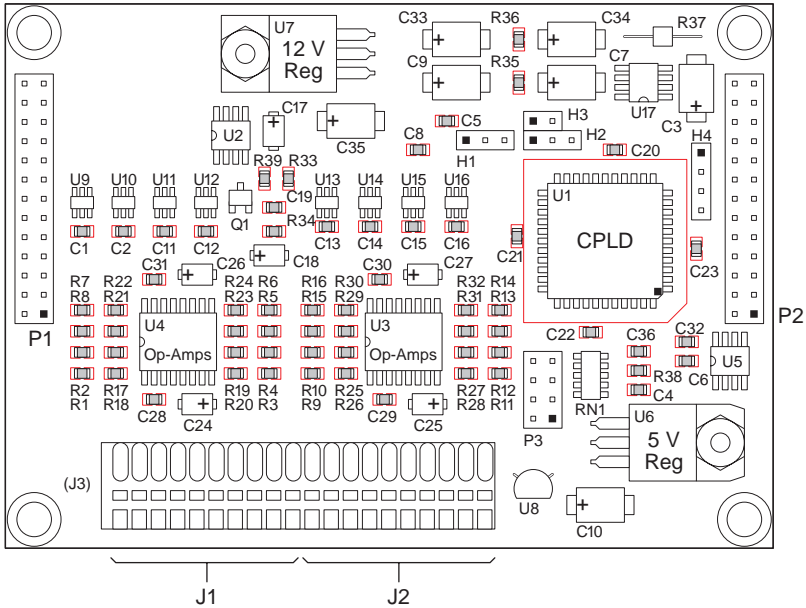 U7
12 V
Reg
C33
R36
C34
R37
C9
R35
C7
U17
C3
U2
C17
C35
C5
H3
H2
H4
C8
H1
C20
R39
R33
U9
U10
U11
U12
Q1
C19
U13
U14
U15
U16
U1
CPLD
R34
C1
C2
C11
C12
C13
C14
C15
C16
C21
C23
C31
C26
C18
C30
C27
R7
R22
R24
R6
R16
R30
R32
R14
R8
R21
R23
R5
R15
R29
R31
R13
P1
P2
U4
Op-Amps
U3
Op-Amps
C22
C36
C32
U5
R2
R17
R19
R4
R10
R25
R27
R12
R1
R18
R20
R3
R9
R26
R28
R11
R38
C6
C4
RN1
C28
C24
C29
C25
P3
U6
5 V
Reg
(J3)
U8
C10
J1
J2